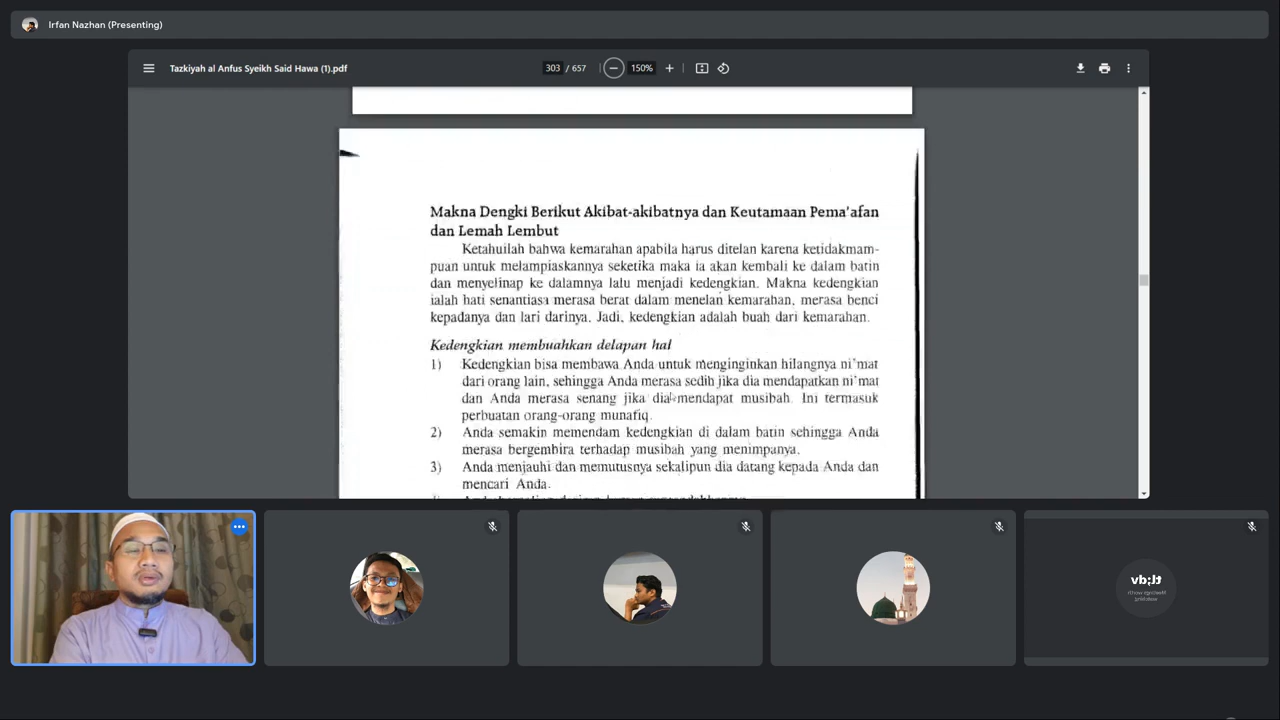 Irfan Nazhan (Presenting)
Tazkiyah al Anfus Syeikh Said Hawa (1).pdf
303 / 657
150%
Makna Dengki Berikut Akibat-akibatnya dan Keutamaan Pema'afan
dan Lemah Lembut
Ketahuilah bahwa kemarahan apabila harus ditelan karena ketidakmam-
puan untuk melampiaskannya seketika maka ia akan kembali ke dalam batin
dan menyelinap ke dalamnya lalu menjadi kedengkian. Makna kedengkian
ialah hati senantiasa merasa berat dalam menelan kemarahan, merasa benci
kepadanya dan lari darinya. Jadi, kedengkian adalah buah dari kemarahan.
Kedengkian membuahkan delapan hal
1) Kedengkian bisa membawa Anda untuk menginginkan hilangnya ni'mat
dari orang lain, sehingga Anda merasa sedih jika dia mendapatkan ni'mat
dan Anda merasa senang jika dia mendapat musibah. Ini termasuk
perbuatan orang-orang munafiq.
2) Anda semakin memendam kedengkian di dalam batin sehingga Anda
merasa bergembira terhadap musibah yang menimpanya.
3) Anda menjauhi dan memutusnya sekalipun dia datang kepada Anda dan
mencari Anda.
tl;dv